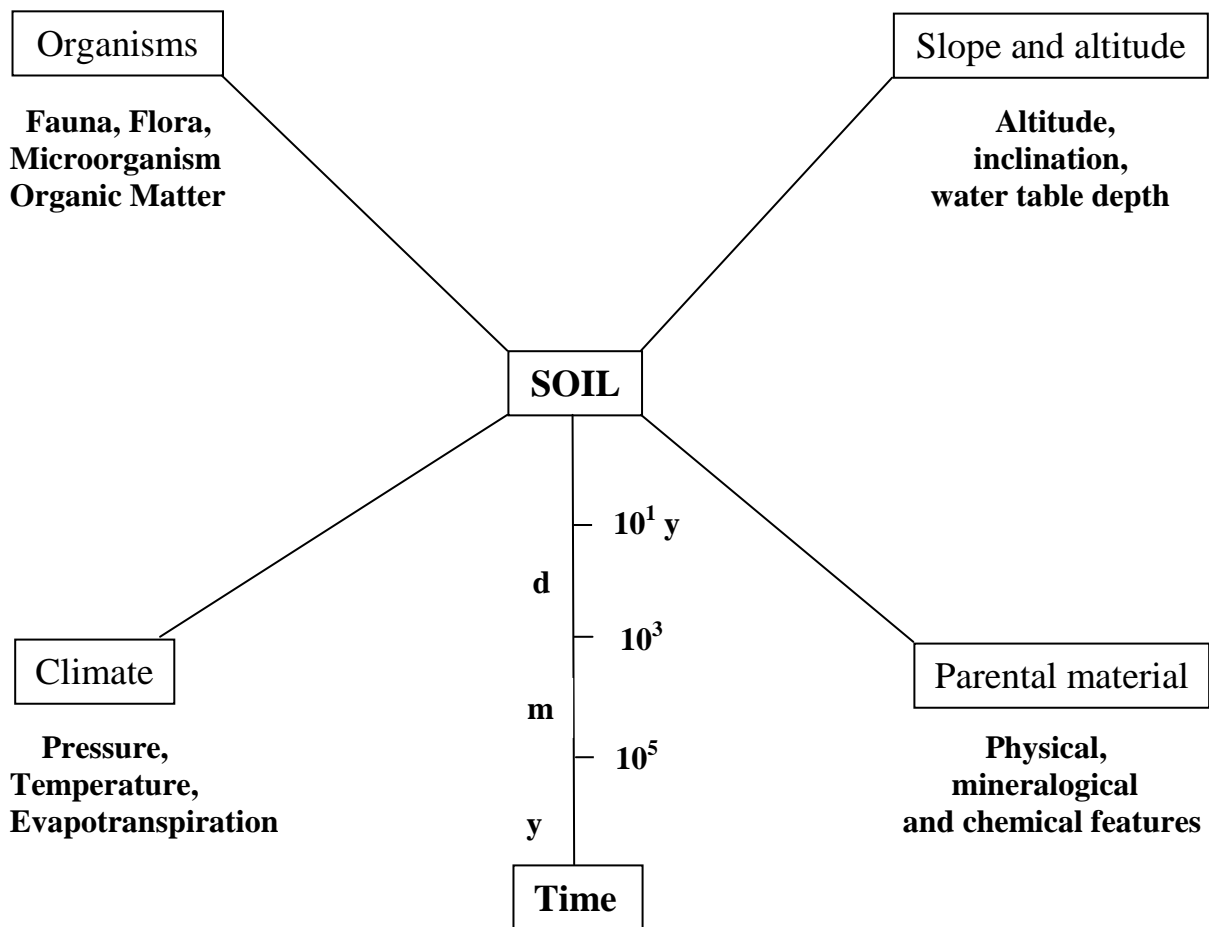 Organisms
Fauna, Flora,
Microorganism
Organic Matter
Slope and altitude
Altitude,
inclination,
water table depth
SOIL
10¹ y
d
10³
m
10⁵
y
Time
Climate
Pressure,
Temperature,
Evapotranspiration
Parental material
Physical,
mineralogical
and chemical features